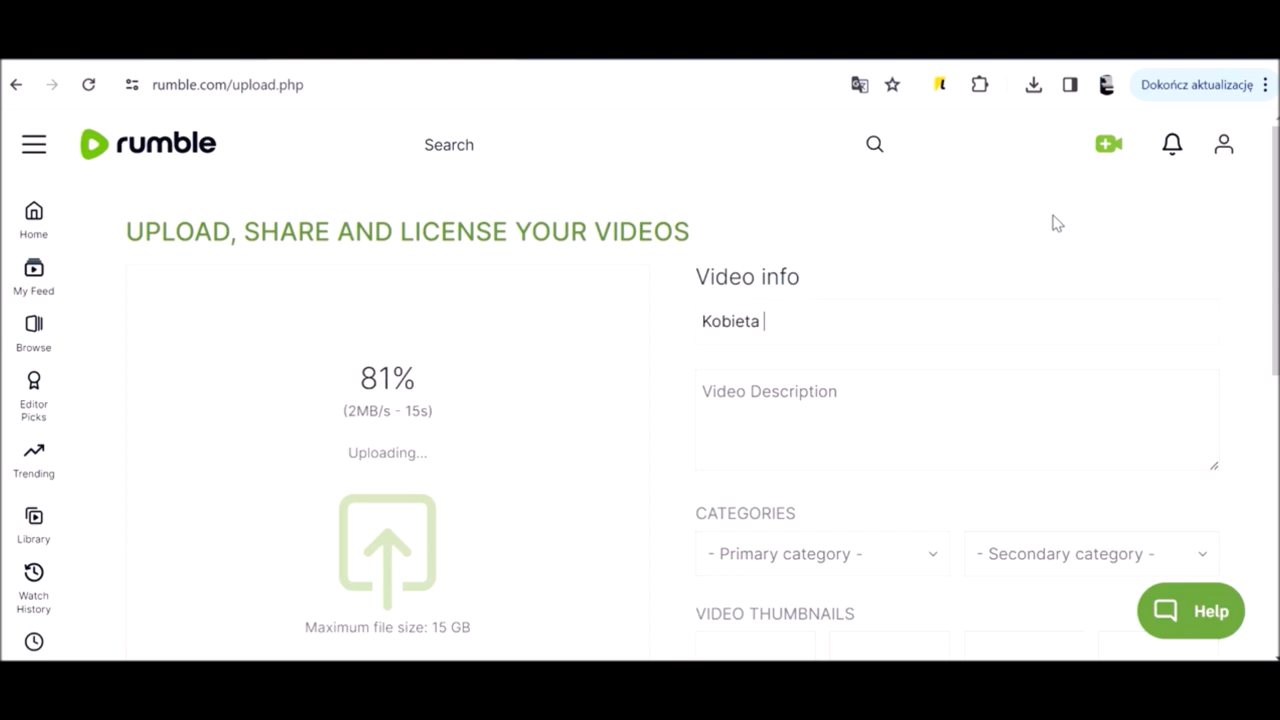 rumble.com/upload.php
Dokończ aktualizację
rumble
Search
Home
My Feed
Browse
Editor
Picks
Trending
Library
Watch
History
UPLOAD, SHARE AND LICENSE YOUR VIDEOS
81%
(2MB/s - 15s)
Uploading...
Maximum file size: 15 GB
Video info
Kobieta
Video Description
CATEGORIES
- Primary category -
- Secondary category -
VIDEO THUMBNAILS
Help